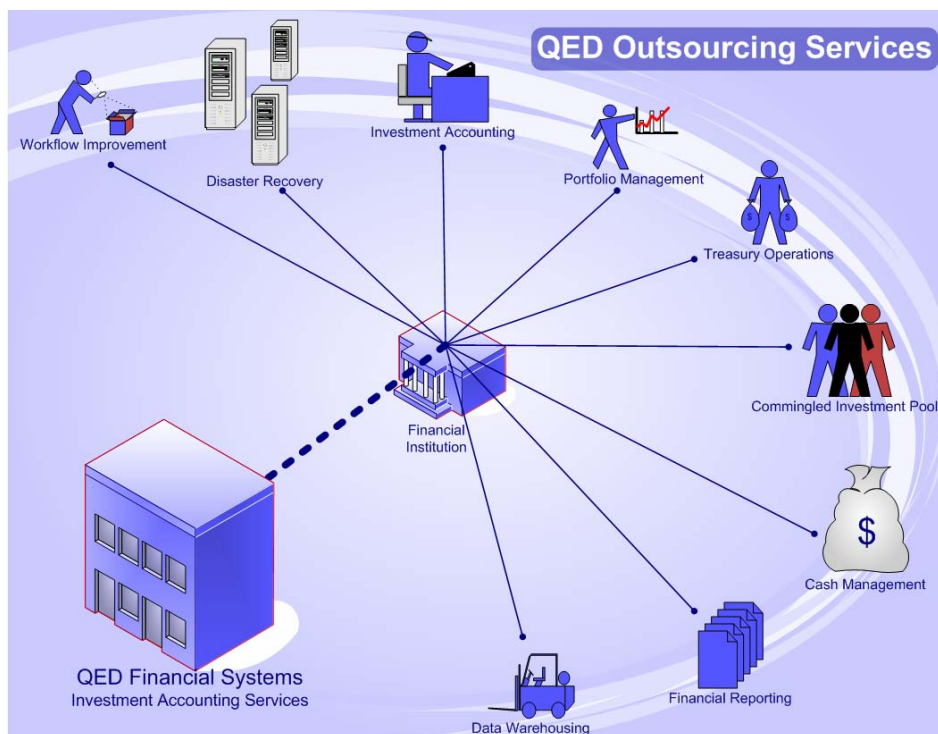 QED Outsourcing Services
Workflow Improvement
Disaster Recovery
Investment Accounting
Portfolio Management
$ $
Treasury Operations
Commingled Investment Pool
Financial
Institution
$
Cash Management
QED Financial Systems
Investment Accounting Services
Financial Reporting
Data Warehousing